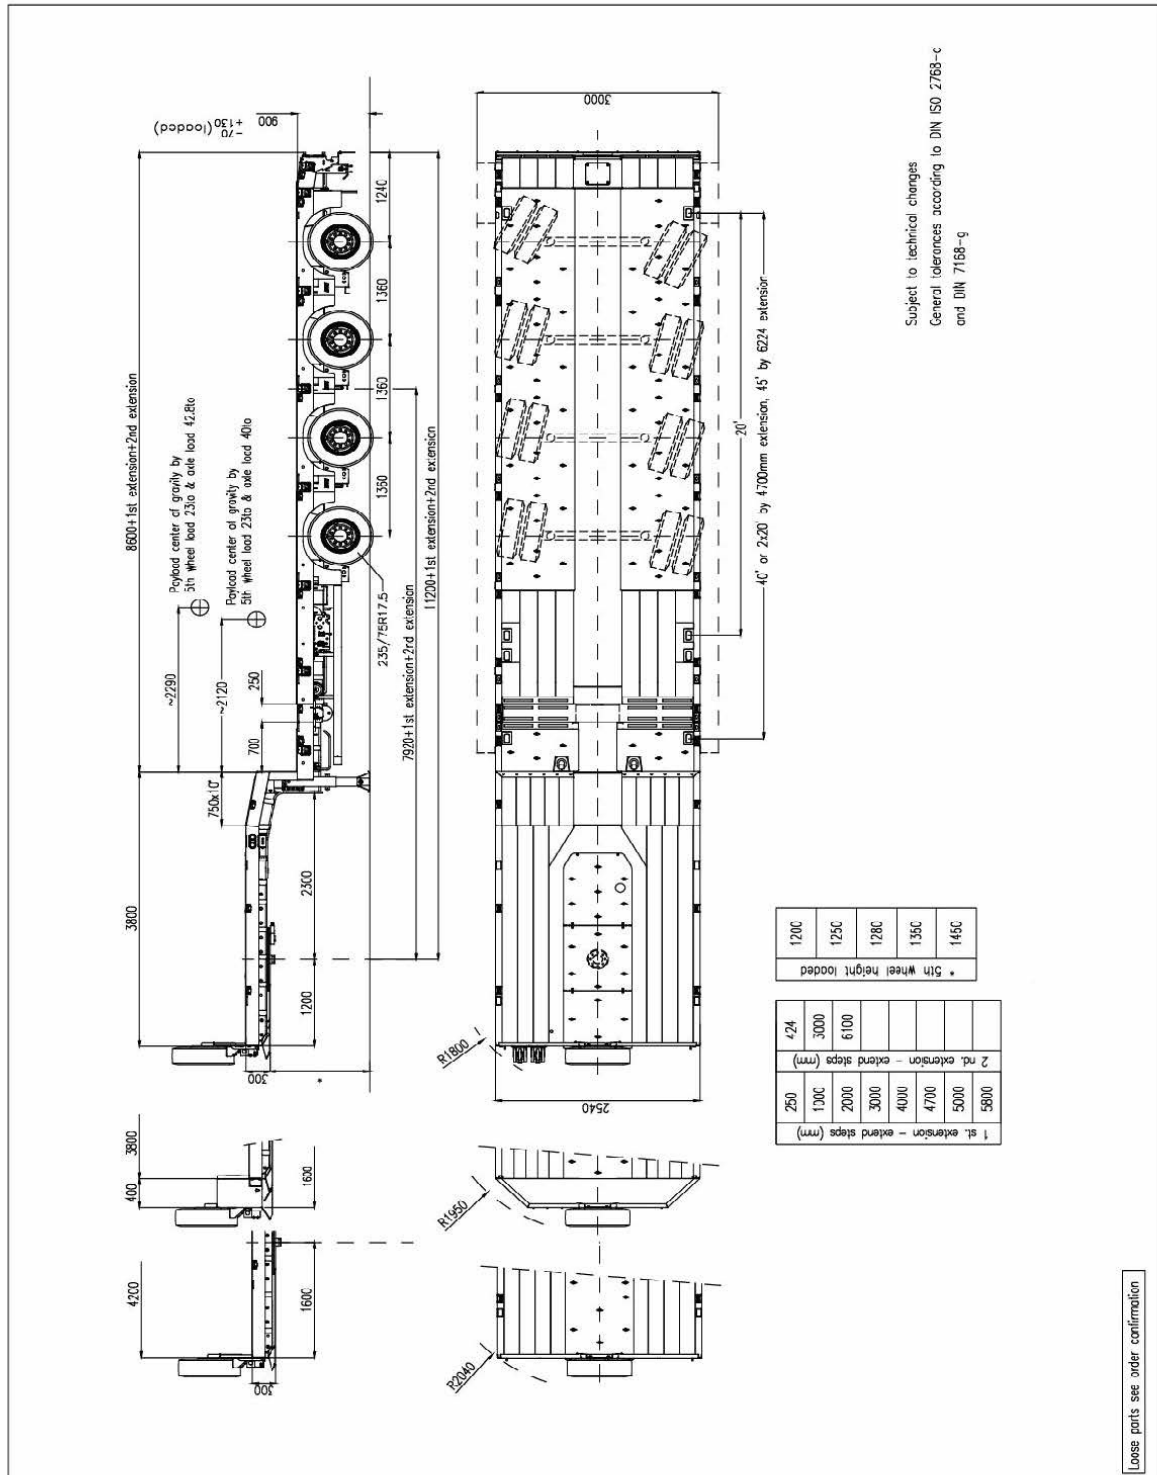 -70
+130 (loaded)
900
8600+1st extension+2nd extension
3800
Payload center of gravity by
5th wheel load 23to & axle load 42.8to
Payload center of gravity by
5th wheel load 23to & axle load 40to
~2290
~2120
250
700
750x10°
1240
1360
1360
1360
235/75R17.5
7920+1st extension+2nd extension
11200+1st extension+2nd extension
2300
1200
300
*
3000
20'
40' or 2x20' by 4700mm extension, 45' by 6224 extension
R1800
2540
3800
400
1600
R1950
4200
1600
300
R2040
Subject to technical changes
General tolerances according to DIN ISO 2768-c
and DIN 7168-g
* 5th wheel height loaded
1200
1250
1280
1350
1450
2 nd. extension - extend steps (mm)
424
3000
6100
1 st. extension - extend steps (mm)
250
1000
2000
3000
4000
4700
5000
5800
Loose parts see order confirmation